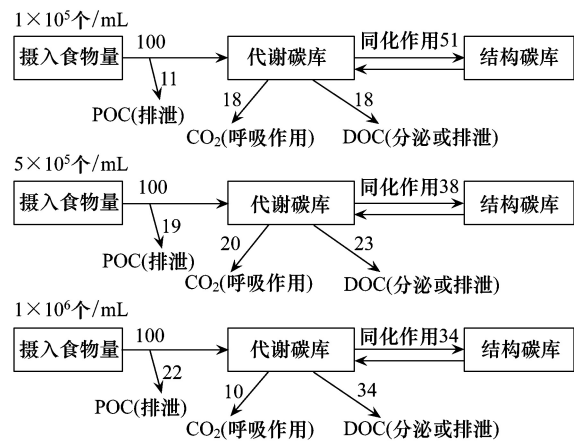 1×10⁵个/mL
摄入食物量 100 代谢碳库 同化作用51 结构碳库
11 18 18
POC(排泄)
CO₂(呼吸作用) DOC(分泌或排泄)
5×10⁵个/mL
摄入食物量 100 代谢碳库 同化作用38 结构碳库
19 20 23
POC(排泄)
CO₂(呼吸作用) DOC(分泌或排泄)
1×10⁶个/mL
摄入食物量 100 代谢碳库 同化作用34 结构碳库
22 10 34
POC(排泄)
CO₂(呼吸作用) DOC(分泌或排泄)